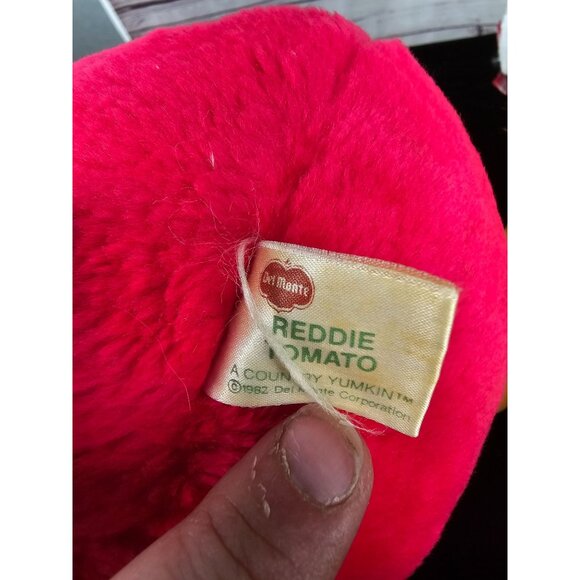 Del Monte
REDDIE
TOMATO
A COUNTRY YUMKIN™
©1982 Del Monte Corporation